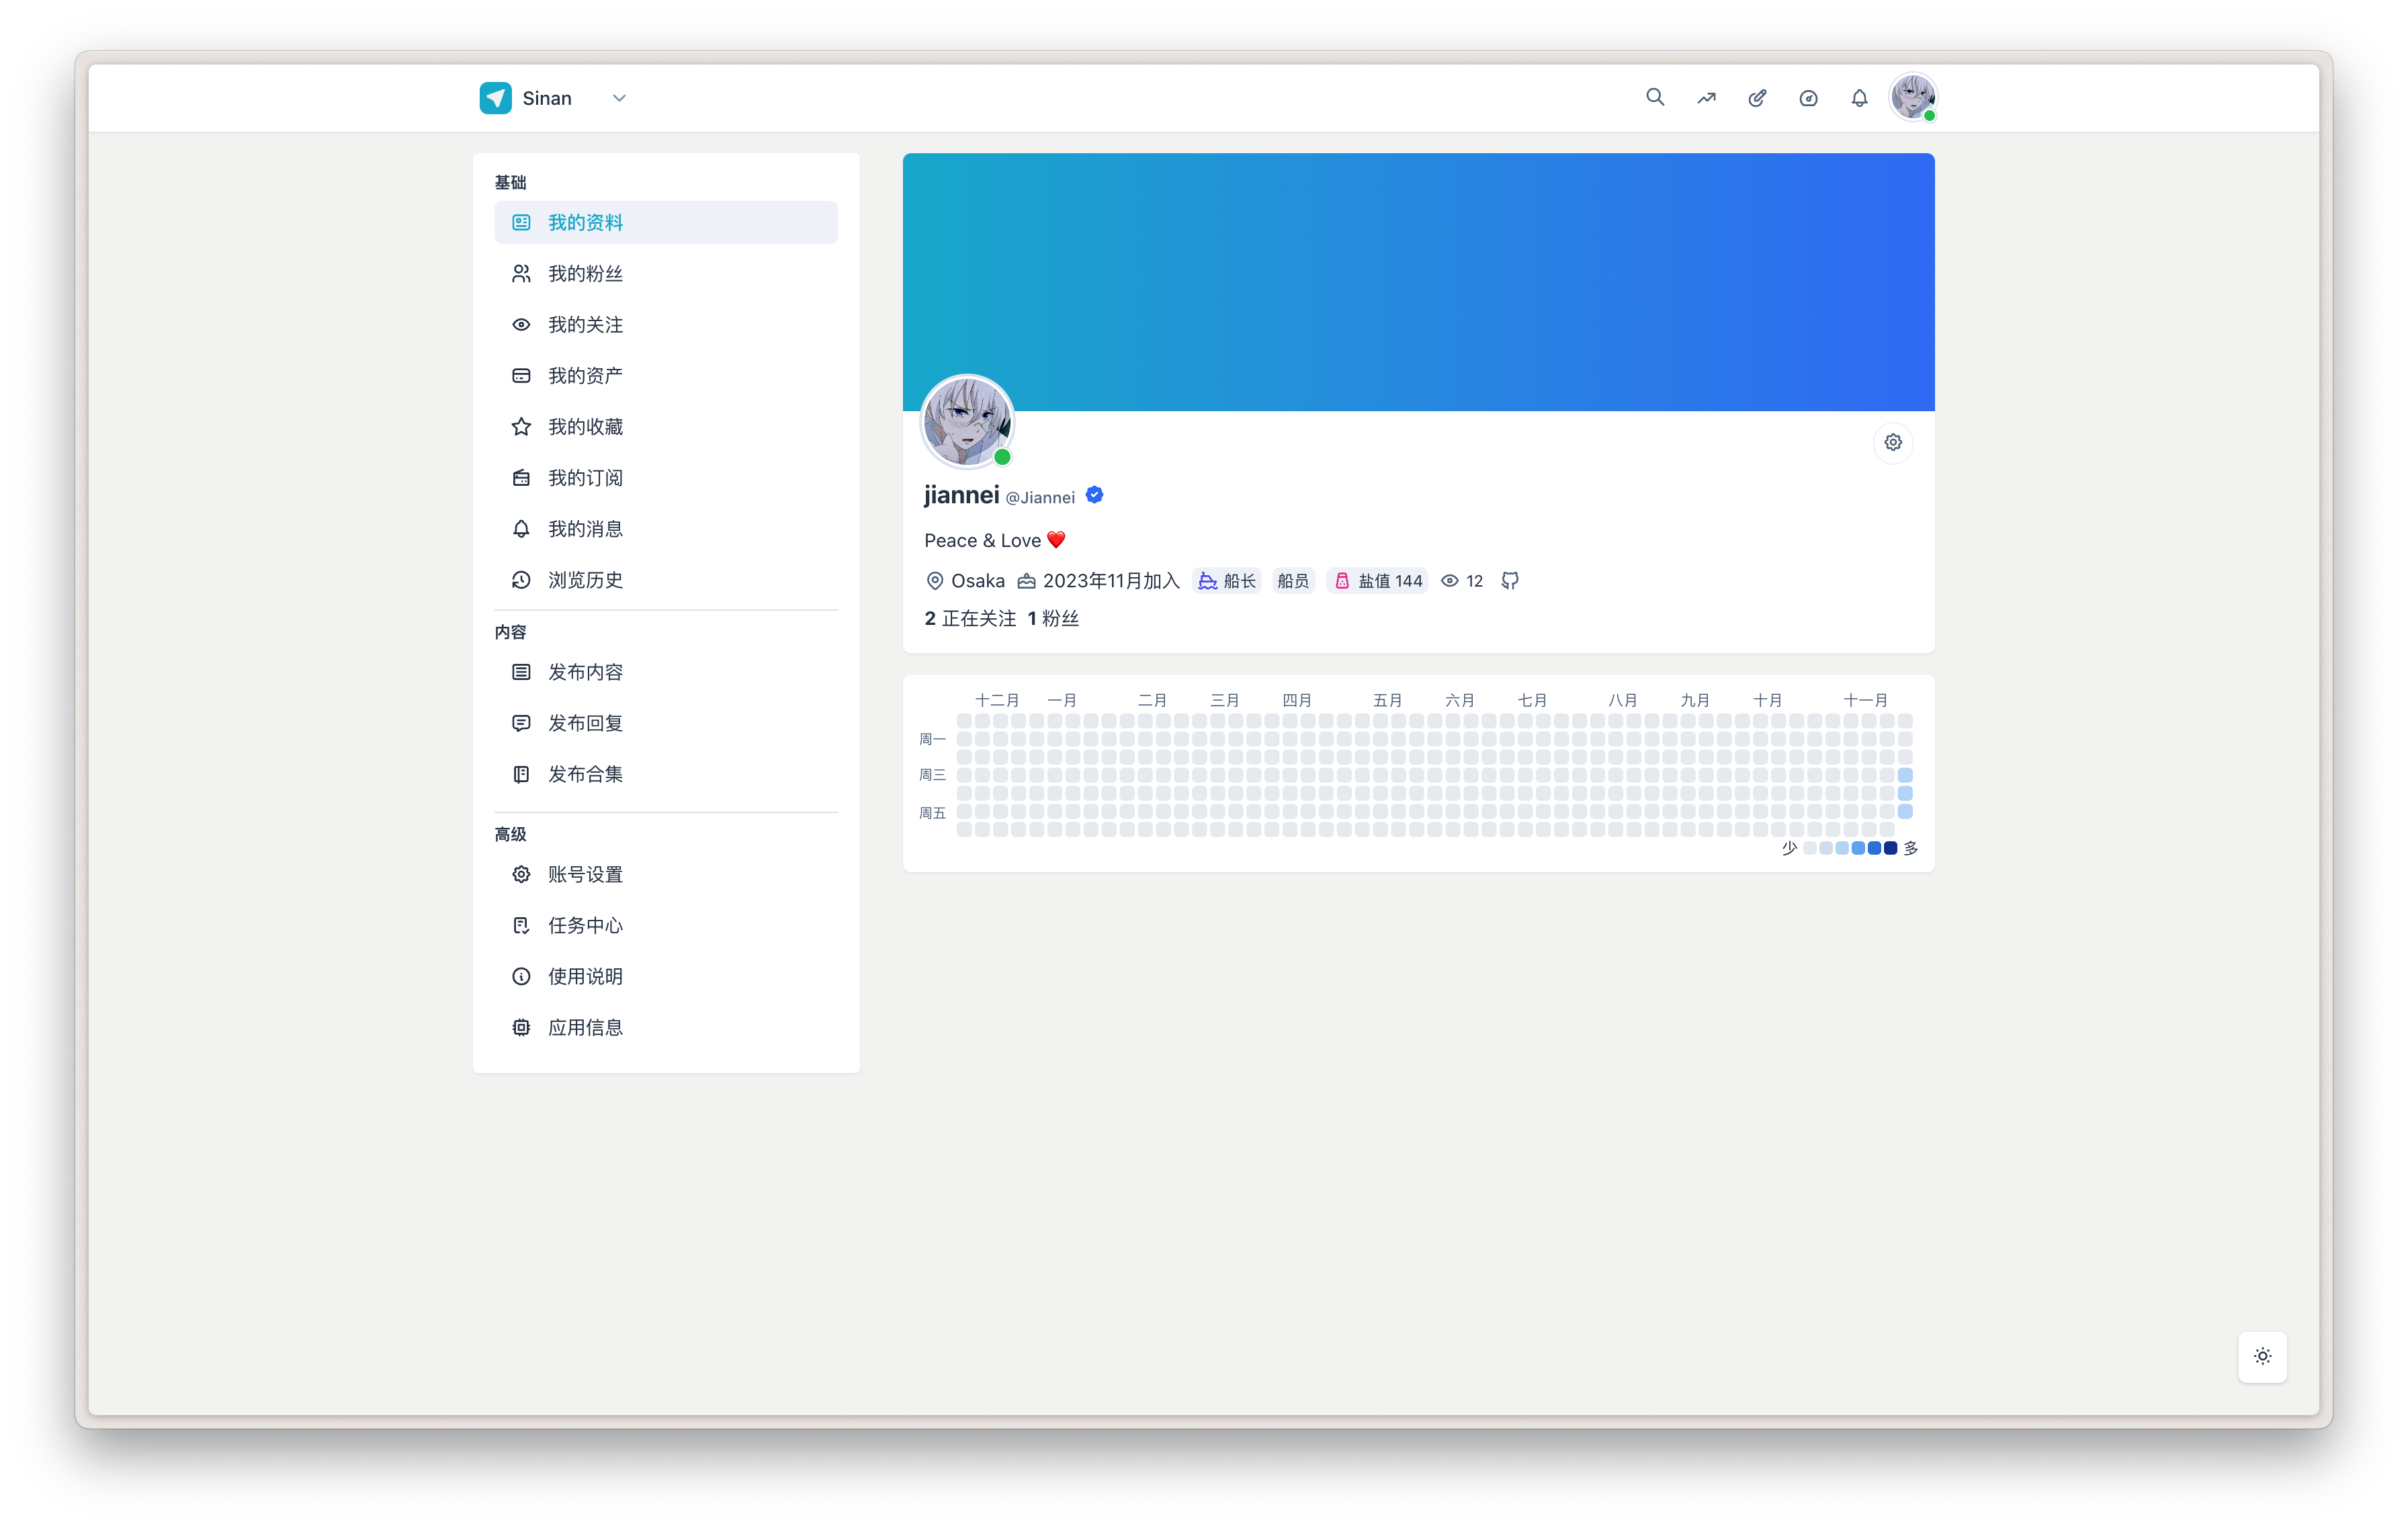 Sinan
基础
我的资料
我的粉丝
我的关注
我的资产
我的收藏
我的订阅
我的消息
浏览历史
内容
发布内容
发布回复
发布合集
高级
账号设置
任务中心
使用说明
应用信息
jiannei @Jiannei
Peace & Love ❤️
Osaka 2023年11月加入 船长 船员 盐值 144 12
2 正在关注 1 粉丝
十二月 一月 二月 三月 四月 五月 六月 七月 八月 九月 十月 十一月
周一
周三
周五
少 多